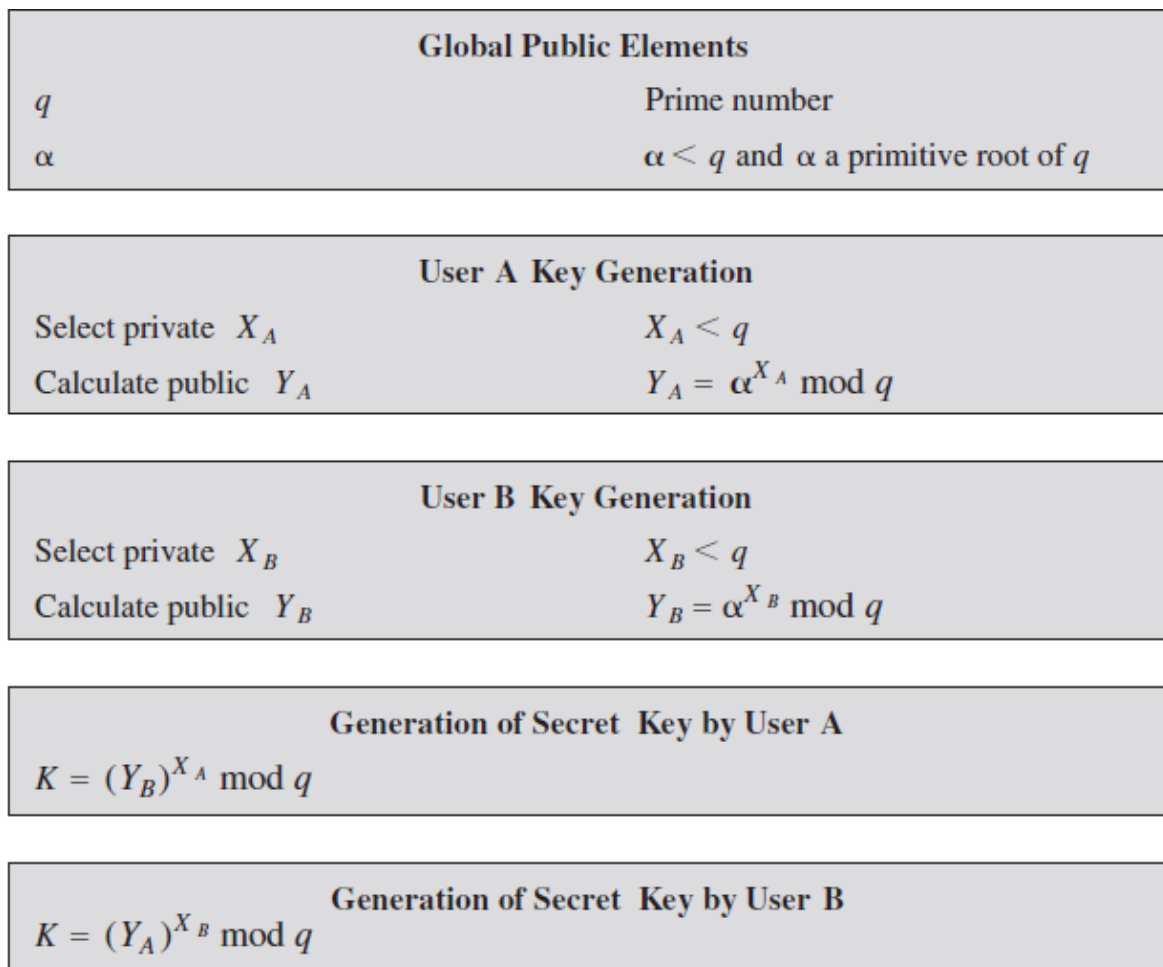 Global Public Elements
q Prime number
α α < q and α a primitive root of q
User A Key Generation
Select private X_A X_A < q
Calculate public Y_A Y_A = α^{X_A} mod q
User B Key Generation
Select private X_B X_B < q
Calculate public Y_B Y_B = α^{X_B} mod q
Generation of Secret Key by User A
K = (Y_B)^{X_A} mod q
Generation of Secret Key by User B
K = (Y_A)^{X_B} mod q